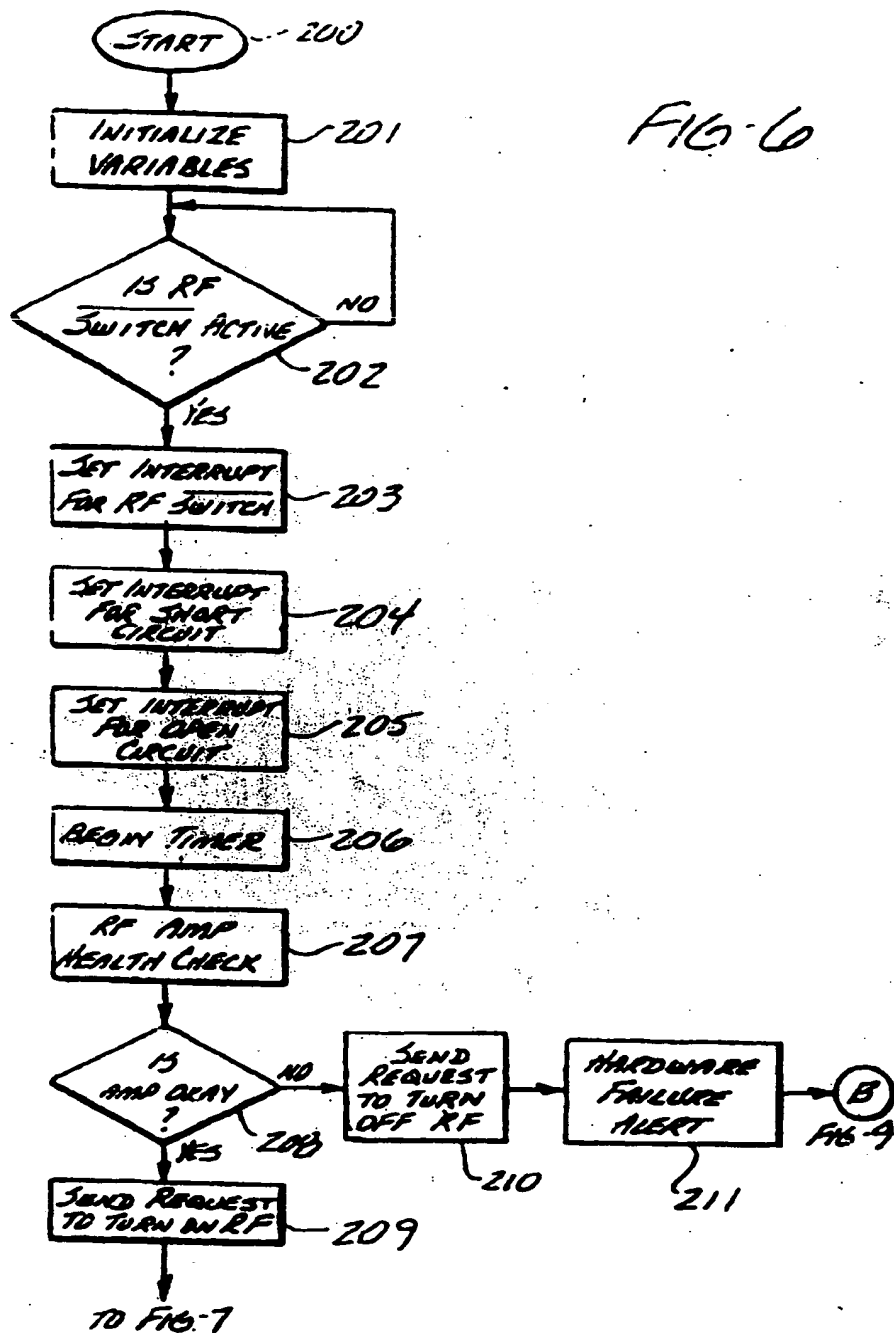 START
200
FIG-6
INITIALIZE
VARIABLES
201
IS RF
SWITCH ACTIVE
?
NO
202
YES
SET INTERRUPT
FOR RF SWITCH
203
SET INTERRUPT
FOR SHORT
CIRCUIT
204
SET INTERRUPT
FOR OPEN
CIRCUIT
205
BEGIN TIMER
206
RF AMP
HEALTH CHECK
207
IS
AMP OKAY
?
NO
208
YES
SEND REQUEST
TO TURN
OFF RF
210
HARDWARE
FAILURE
ALERT
211
B
FIG-9
SEND REQUEST
TO TURN ON RF
209
TO FIG-7